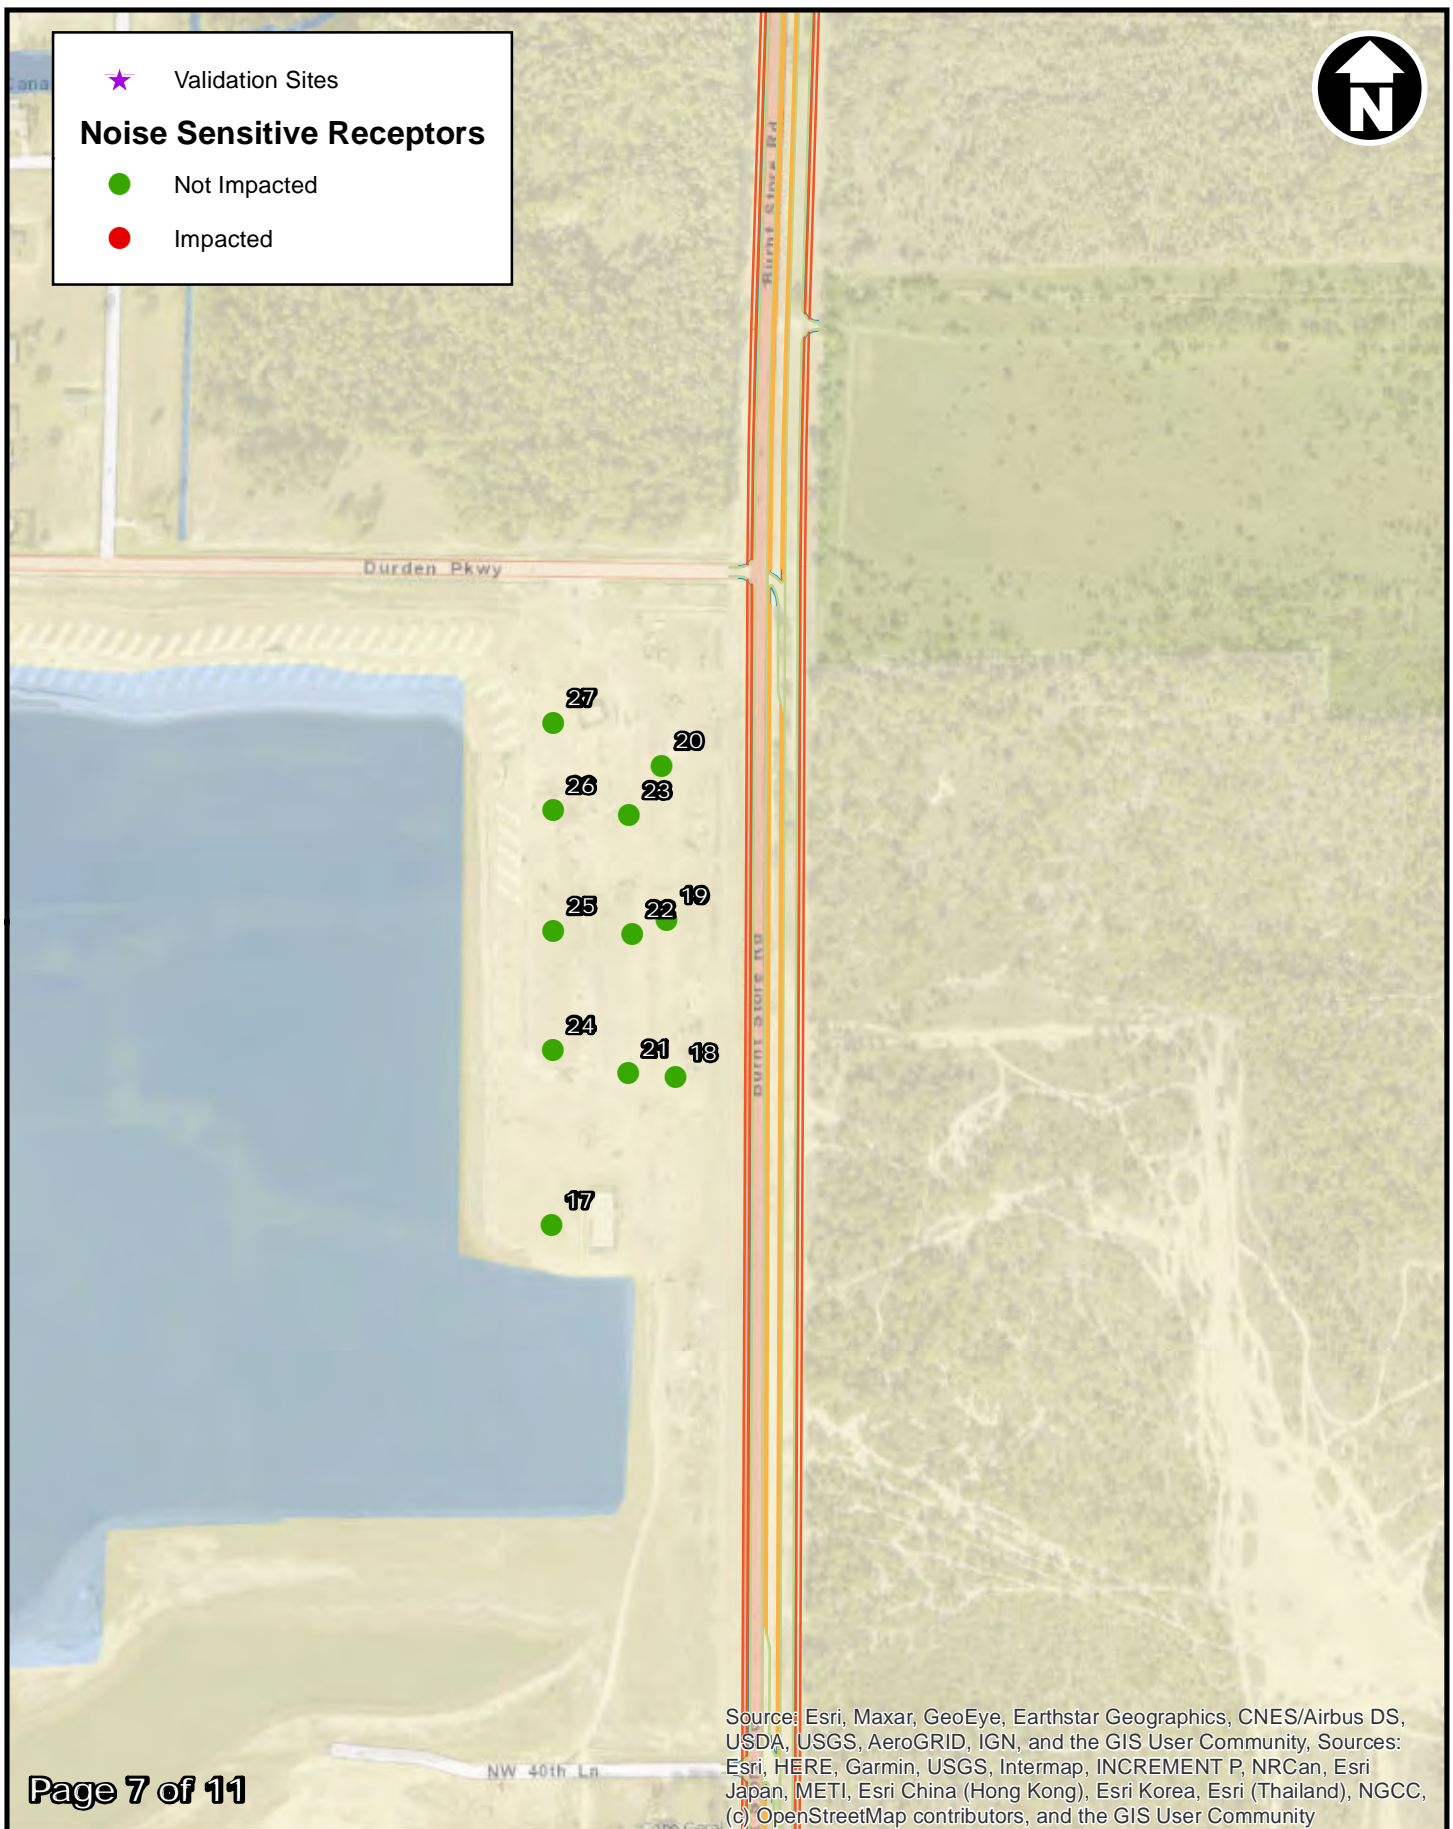 Validation Sites
Noise Sensitive Receptors
Not Impacted
Impacted
N
Burnt Store Rd
Durden Pkwy
27
20
26
23
25
22
19
24
21
18
Burnt Store Rd
17
NW 40th Ln
Page 7 of 11
Source: Esri, Maxar, GeoEye, Earthstar Geographics, CNES/Airbus DS,
USDA, USGS, AeroGRID, IGN, and the GIS User Community, Sources:
Esri, HERE, Garmin, USGS, Intermap, INCREMENT P, NRCan, Esri
Japan, METI, Esri China (Hong Kong), Esri Korea, Esri (Thailand), NGCC,
(c) OpenStreetMap contributors, and the GIS User Community